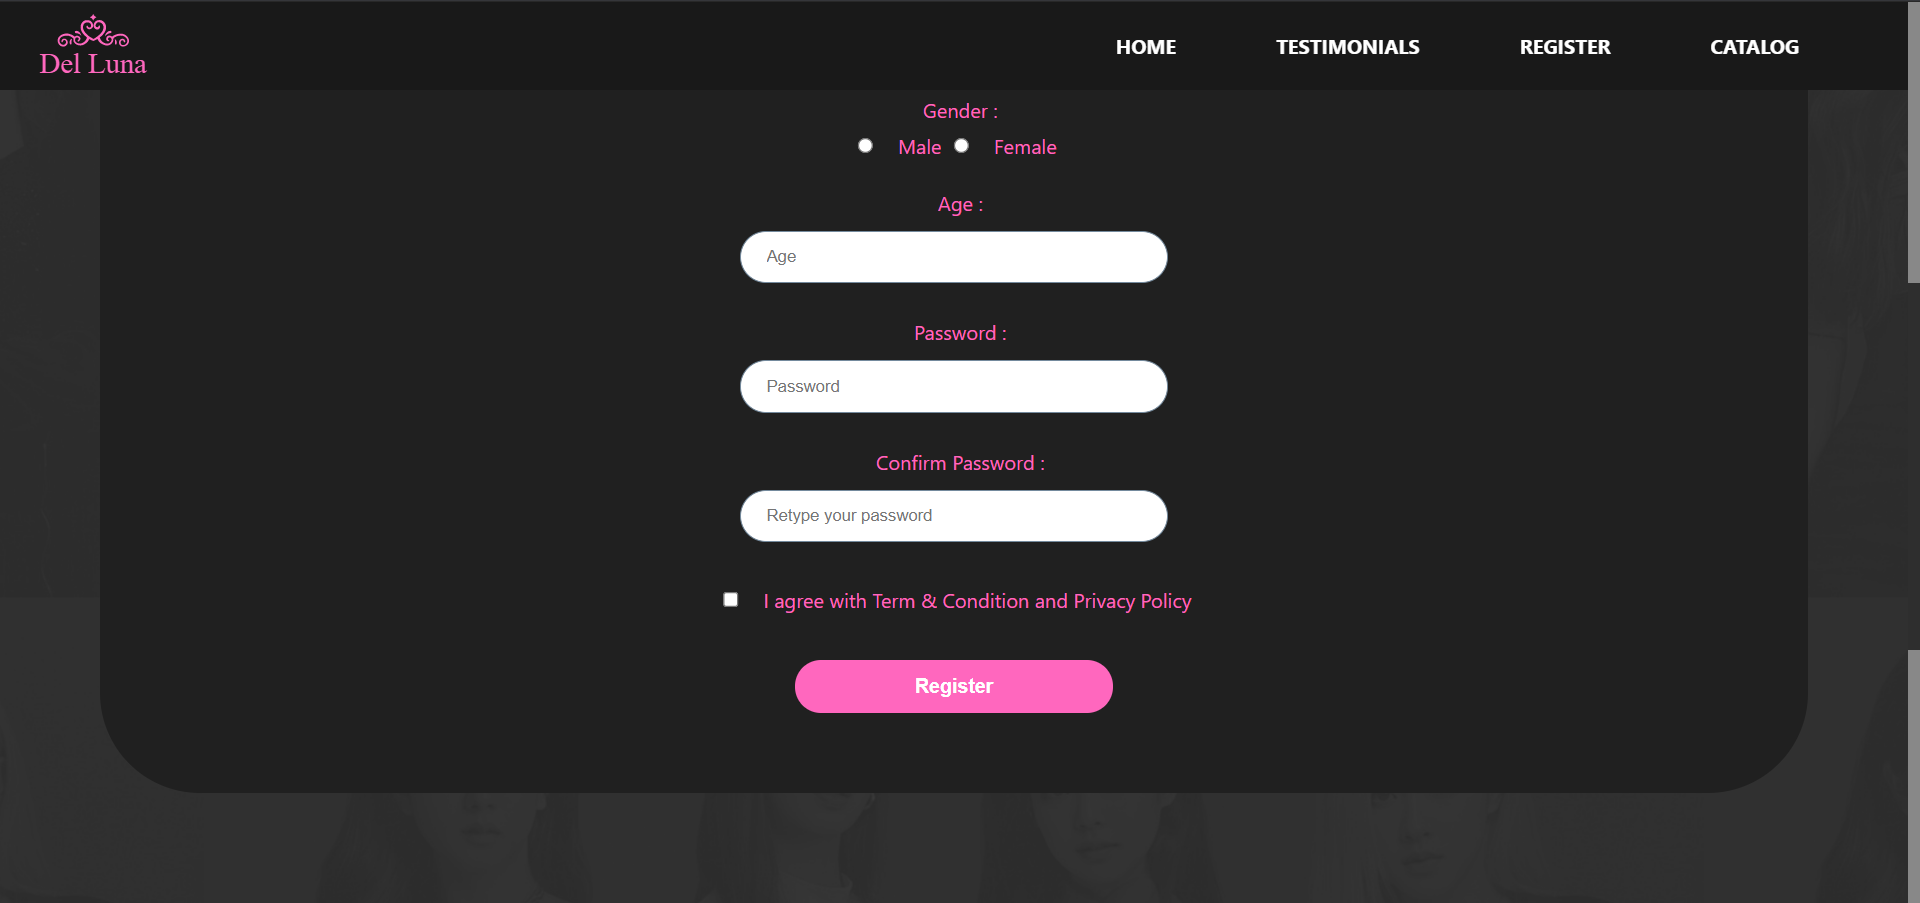 Del Luna
HOME TESTIMONIALS REGISTER CATALOG
Gender :
Male Female
Age :
Age
Password :
Password
Confirm Password :
Retype your password
I agree with Term & Condition and Privacy Policy
Register